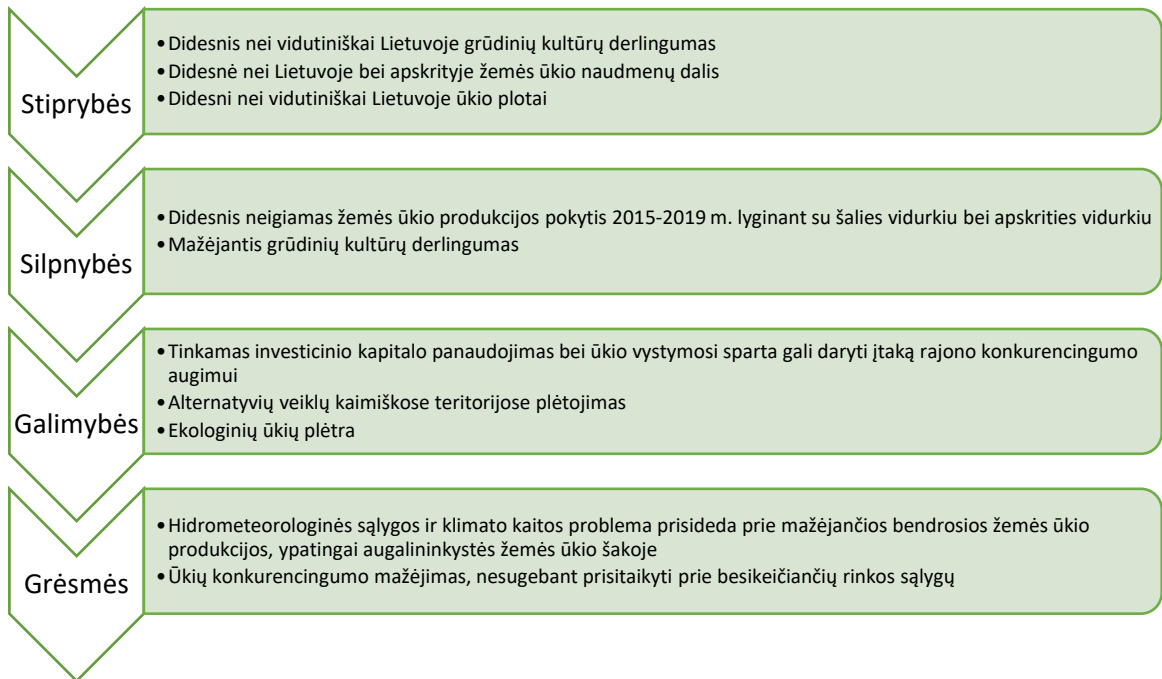 Stiprybės
•Didesnis nei vidutiniškai Lietuvoje grūdinių kultūrų derlingumas
•Didesnė nei Lietuvoje bei apskrityje žemės ūkio naudmenų dalis
•Didesni nei vidutiniškai Lietuvoje ūkio plotai
Silpnybės
•Didesnis neigiamas žemės ūkio produkcijos pokytis 2015-2019 m. lyginant su šalies vidurkiu bei apskrities vidurkiu
•Mažėjantis grūdinių kultūrų derlingumas
Galimybės
•Tinkamas investicinio kapitalo panaudojimas bei ūkio vystymosi sparta gali daryti įtaką rajono konkurencingumo
augimui
•Alternatyvių veiklų kaimiškose teritorijose plėtojimas
•Ekologinių ūkių plėtra
Grėsmės
•Hidrometeorologinės sąlygos ir klimato kaitos problema prisideda prie mažėjančios bendrosios žemės ūkio
produkcijos, ypatingai augalininkystės žemės ūkio šakoje
•Ūkių konkurencingumo mažėjimas, nesugebant prisitaikyti prie besikeičiančių rinkos sąlygų